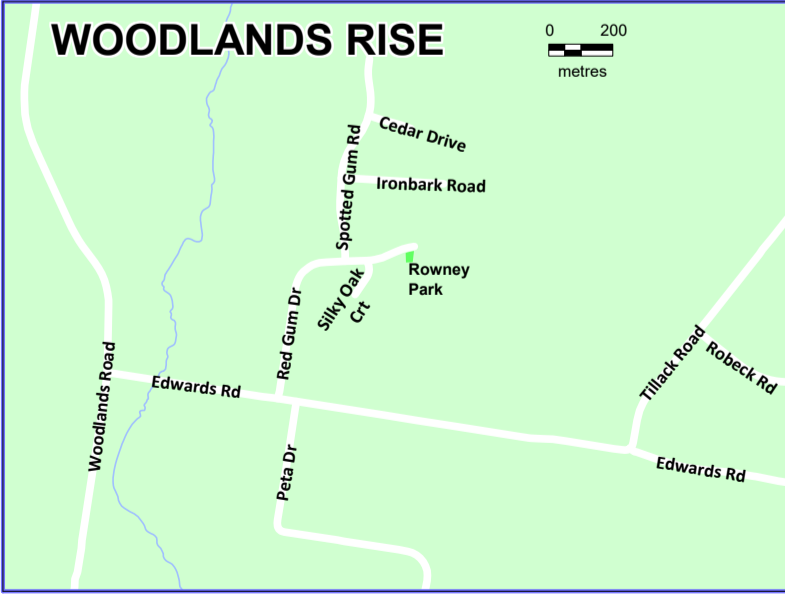 WOODLANDS RISE
0 200
metres
Cedar Drive
Ironbark Road
Spotted Gum Rd
Rowney
Park
Silky Oak
Crt
Red Gum Dr
Tillack Road
Robeck Rd
Woodlands Road
Edwards Rd
Peta Dr
Edwards Rd